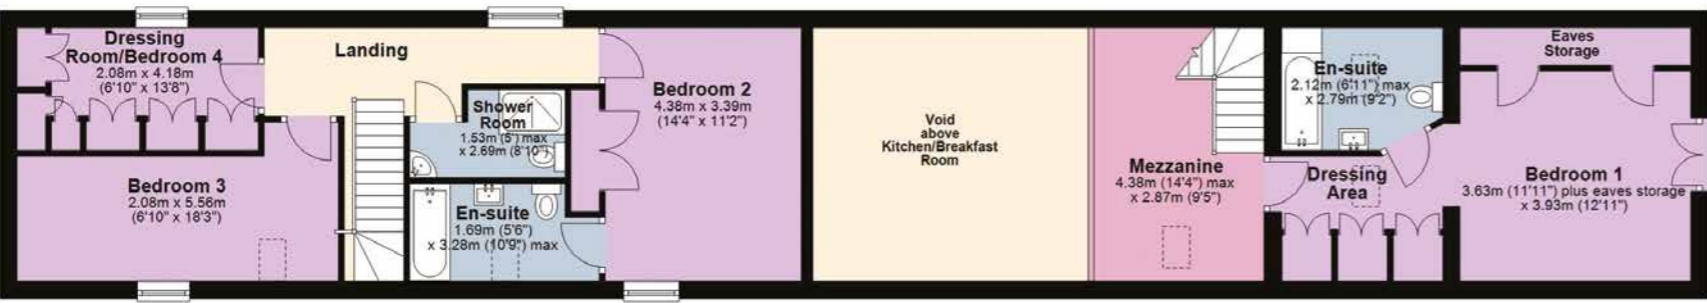 Dressing
Room/Bedroom 4
2.08m x 4.18m
(6'10" x 13'8")
Landing
Bedroom 2
4.38m x 3.39m
(14'4" x 11'2")
Shower
Room
1.53m (5') max
x 2.69m (8'10")
Bedroom 3
2.08m x 5.56m
(6'10" x 18'3")
En-suite
1.69m (5'6")
x 3.28m (10'9") max
Void
above
Kitchen/Breakfast
Room
Mezzanine
4.38m (14'4") max
x 2.87m (9'5")
En-suite
2.12m (6'11") max
x 2.79m (9'2")
Dressing
Area
Eaves
Storage
Bedroom 1
3.63m (11'11") plus eaves storage
x 3.93m (12'11")